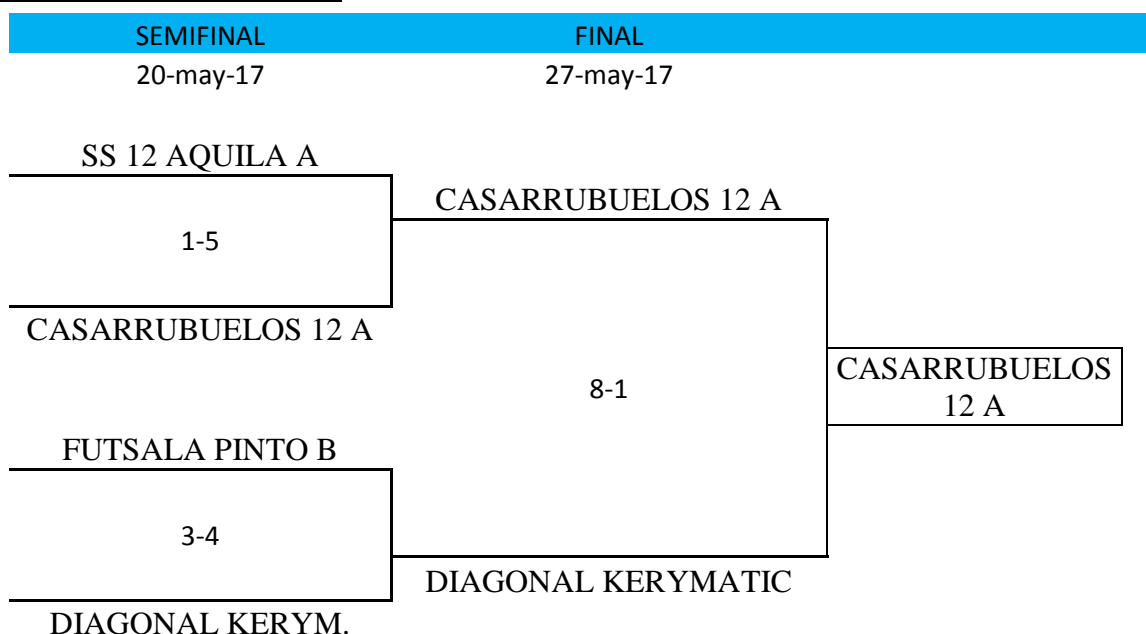 SEMIFINAL FINAL
20-may-17 27-may-17
SS 12 AQUILA A
CASARRUBUELOS 12 A
1-5
CASARRUBUELOS 12 A
8-1
CASARRUBUELOS
12 A
FUTSALA PINTO B
3-4
DIAGONAL KERYMATIC
DIAGONAL KERYM.